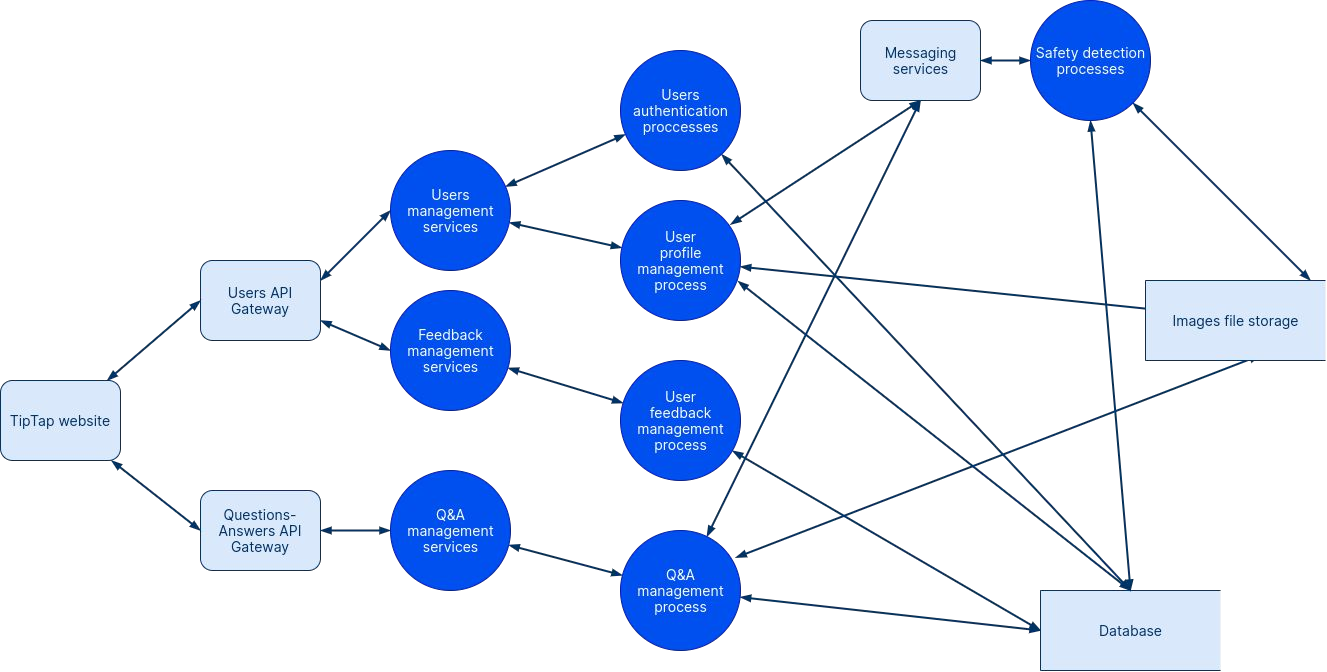 Messaging
services
Safety detection
processes
Users
authentication
proccesses
Users
management
services
User
profile
management
process
Users API
Gateway
Images file storage
Feedback
management
services
TipTap website
User
feedback
management
process
Questions-
Answers API
Gateway
Q&A
management
services
Q&A
management
process
Database